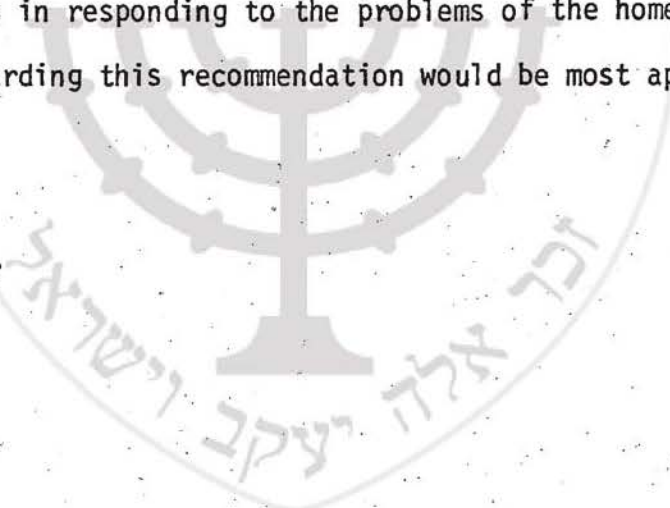 in responding to the problems of the home
rding this recommendation would be most ap
זכר אלה יעקב וישראל